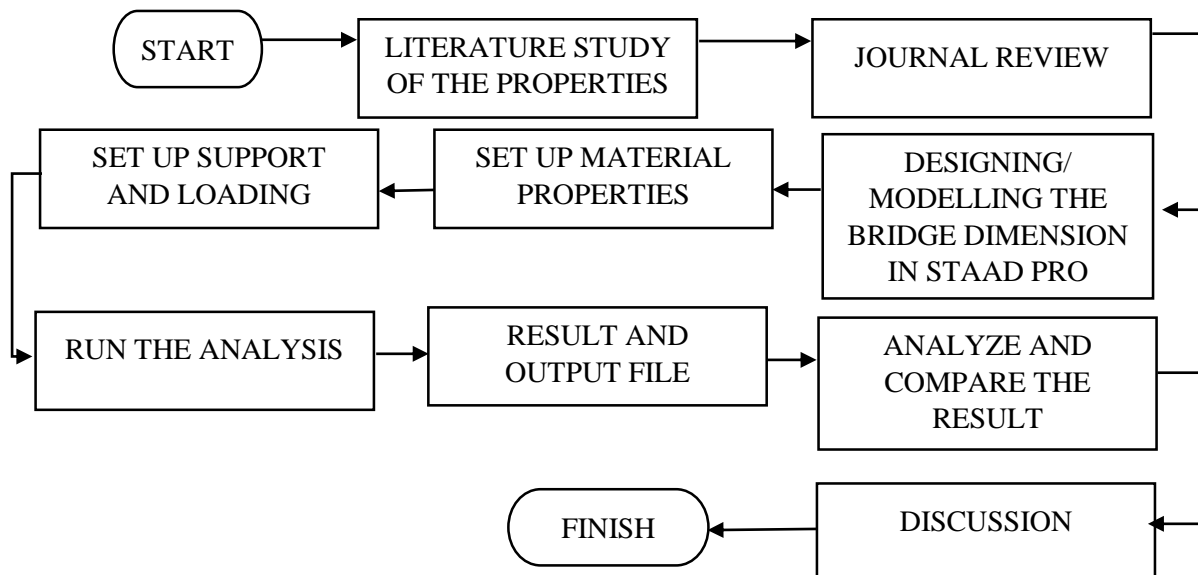 START
LITERATURE STUDY
OF THE PROPERTIES
JOURNAL REVIEW
DESIGNING/
MODELLING THE
BRIDGE DIMENSION
IN STAAD PRO
SET UP MATERIAL
PROPERTIES
SET UP SUPPORT
AND LOADING
RUN THE ANALYSIS
RESULT AND
OUTPUT FILE
ANALYZE AND
COMPARE THE
RESULT
DISCUSSION
FINISH